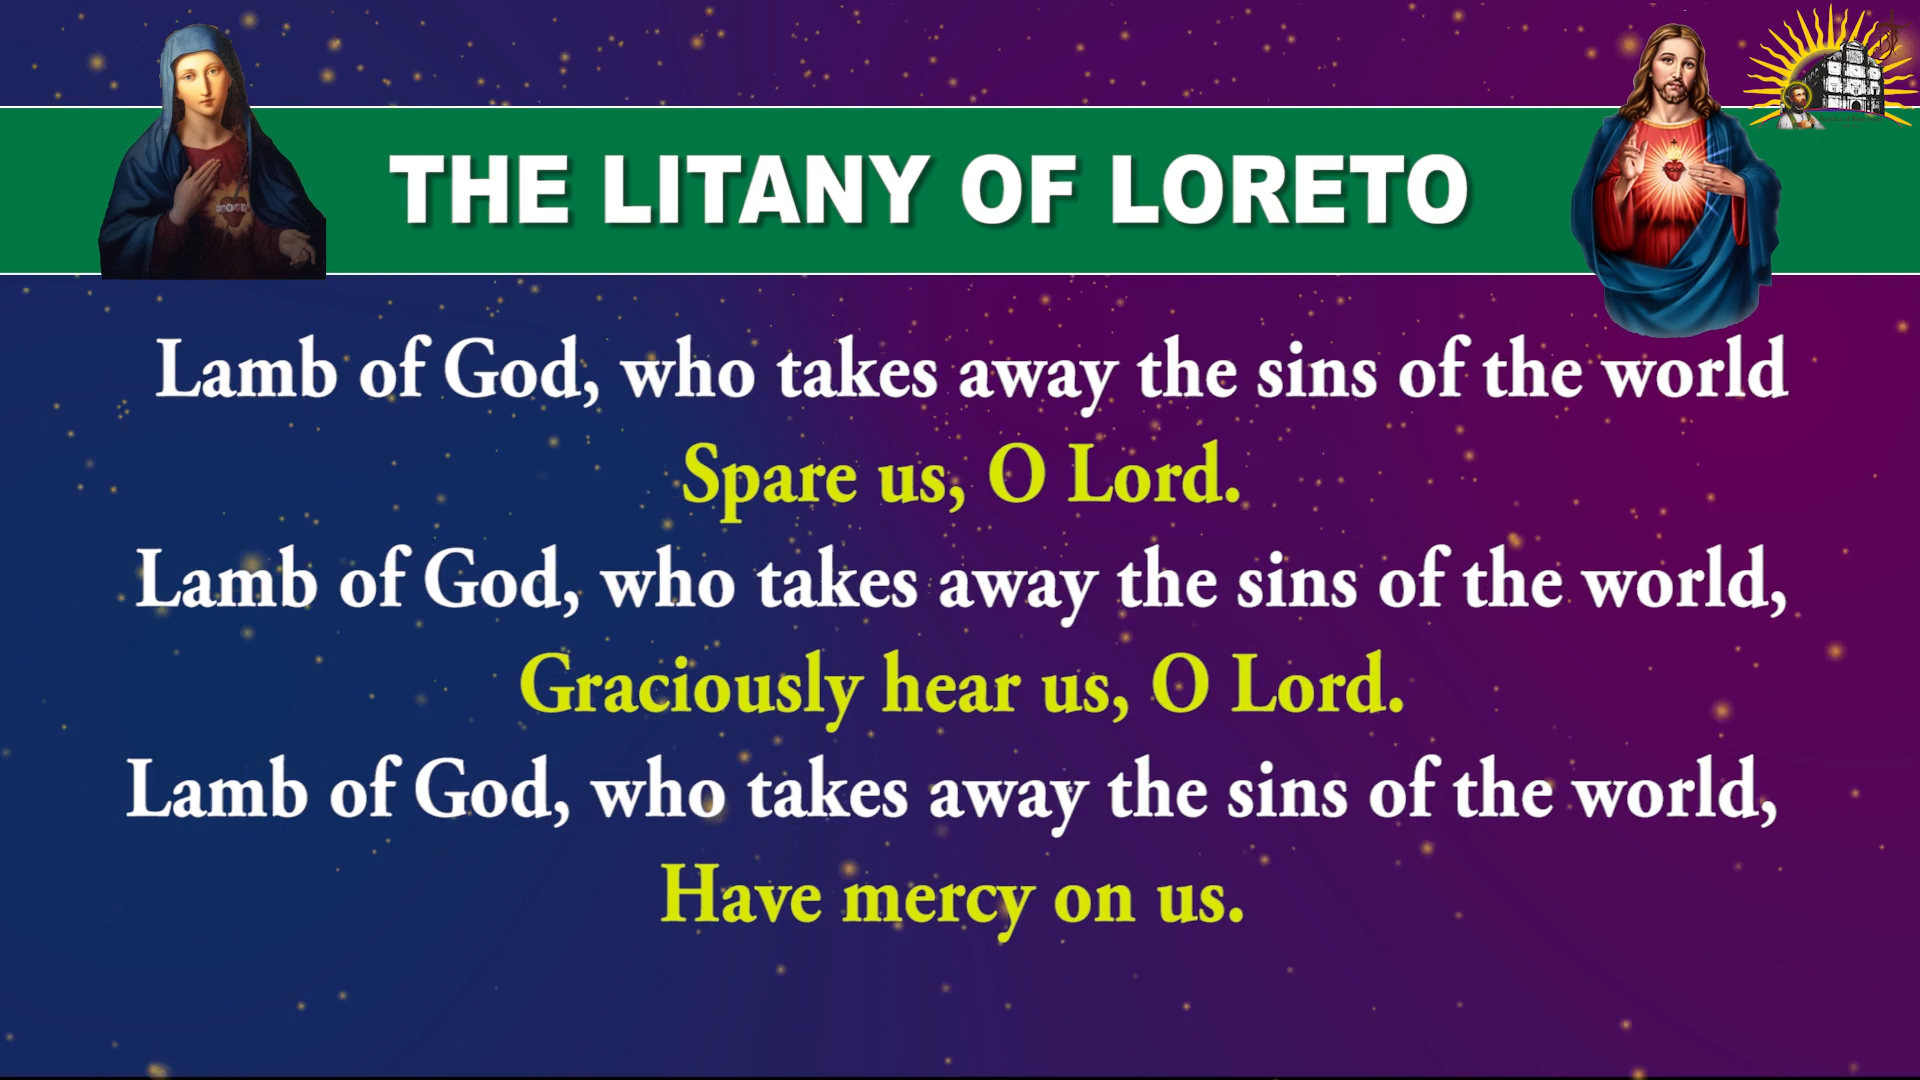 THE LITANY OF LORETO
Lamb of God, who takes away the sins of the world
Spare us, O Lord.
Lamb of God, who takes away the sins of the world,
Graciously hear us, O Lord.
Lamb of God, who takes away the sins of the world,
Have mercy on us.